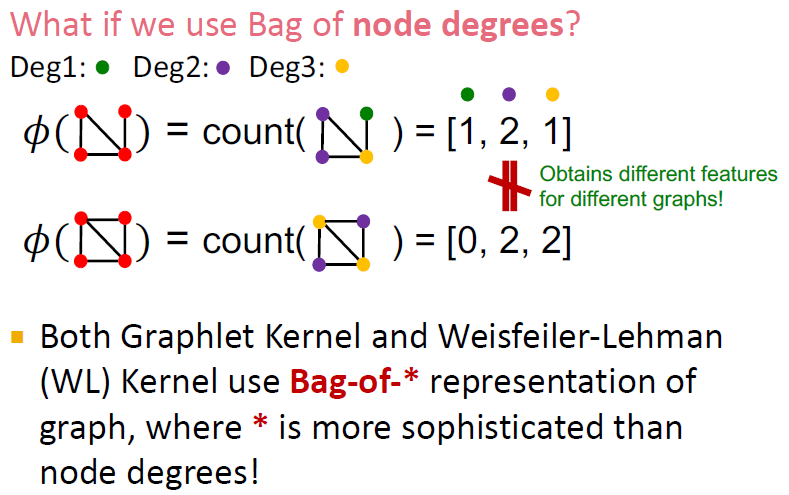 What if we use Bag of node degrees?
Deg1: Deg2: Deg3:
ϕ( ) = count( ) = [1, 2, 1]
Obtains different features
for different graphs!
ϕ( ) = count( ) = [0, 2, 2]
Both Graphlet Kernel and Weisfeiler-Lehman
(WL) Kernel use Bag-of-* representation of
graph, where * is more sophisticated than
node degrees!